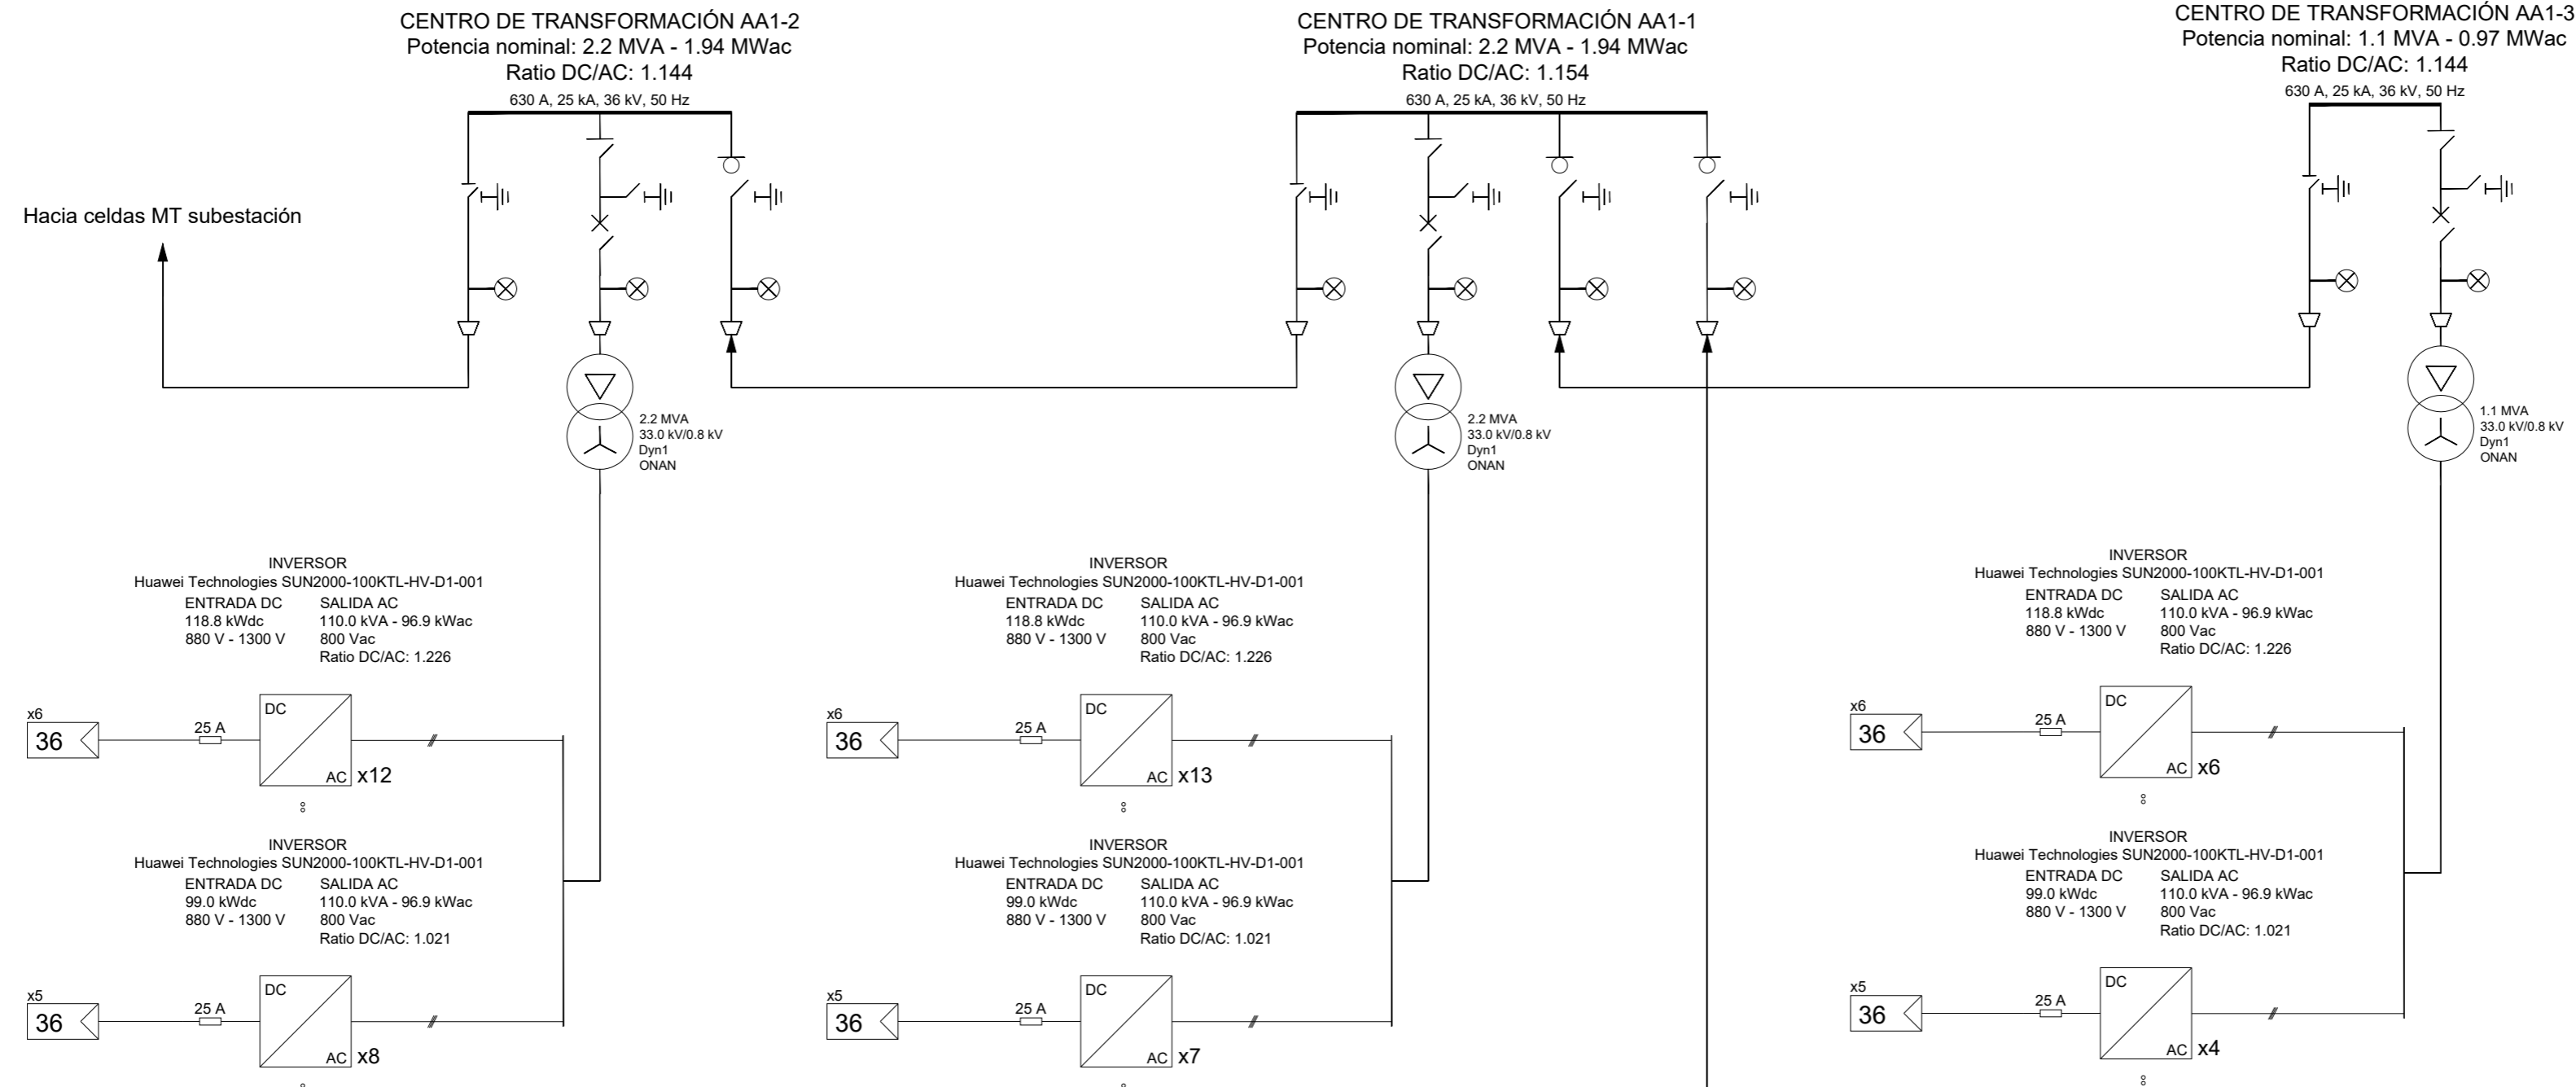 CENTRO DE TRANSFORMACIÓN AA1-2
Potencia nominal: 2.2 MVA - 1.94 MWac
Ratio DC/AC: 1.144
630 A, 25 kA, 36 kV, 50 Hz
CENTRO DE TRANSFORMACIÓN AA1-1
Potencia nominal: 2.2 MVA - 1.94 MWac
Ratio DC/AC: 1.154
630 A, 25 kA, 36 kV, 50 Hz
CENTRO DE TRANSFORMACIÓN AA1-3
Potencia nominal: 1.1 MVA - 0.97 MWac
Ratio DC/AC: 1.144
630 A, 25 kA, 36 kV, 50 Hz
Hacia celdas MT subestación
2.2 MVA
33.0 kV/0.8 kV
Dyn1
ONAN
2.2 MVA
33.0 kV/0.8 kV
Dyn1
ONAN
1.1 MVA
33.0 kV/0.8 kV
Dyn1
ONAN
INVERSOR
Huawei Technologies SUN2000-100KTL-HV-D1-001
ENTRADA DC SALIDA AC
118.8 kWdc 110.0 kVA - 96.9 kWac
880 V - 1300 V 800 Vac
Ratio DC/AC: 1.226
x6
36
25 A
DC
AC
x12
INVERSOR
Huawei Technologies SUN2000-100KTL-HV-D1-001
ENTRADA DC SALIDA AC
99.0 kWdc 110.0 kVA - 96.9 kWac
880 V - 1300 V 800 Vac
Ratio DC/AC: 1.021
x5
36
25 A
DC
AC
x8
INVERSOR
Huawei Technologies SUN2000-100KTL-HV-D1-001
ENTRADA DC SALIDA AC
118.8 kWdc 110.0 kVA - 96.9 kWac
880 V - 1300 V 800 Vac
Ratio DC/AC: 1.226
x6
36
25 A
DC
AC
x13
INVERSOR
Huawei Technologies SUN2000-100KTL-HV-D1-001
ENTRADA DC SALIDA AC
99.0 kWdc 110.0 kVA - 96.9 kWac
880 V - 1300 V 800 Vac
Ratio DC/AC: 1.021
x5
36
25 A
DC
AC
x7
INVERSOR
Huawei Technologies SUN2000-100KTL-HV-D1-001
ENTRADA DC SALIDA AC
118.8 kWdc 110.0 kVA - 96.9 kWac
880 V - 1300 V 800 Vac
Ratio DC/AC: 1.226
x6
36
25 A
DC
AC
x6
INVERSOR
Huawei Technologies SUN2000-100KTL-HV-D1-001
ENTRADA DC SALIDA AC
99.0 kWdc 110.0 kVA - 96.9 kWac
880 V - 1300 V 800 Vac
Ratio DC/AC: 1.021
x5
36
25 A
DC
AC
x4